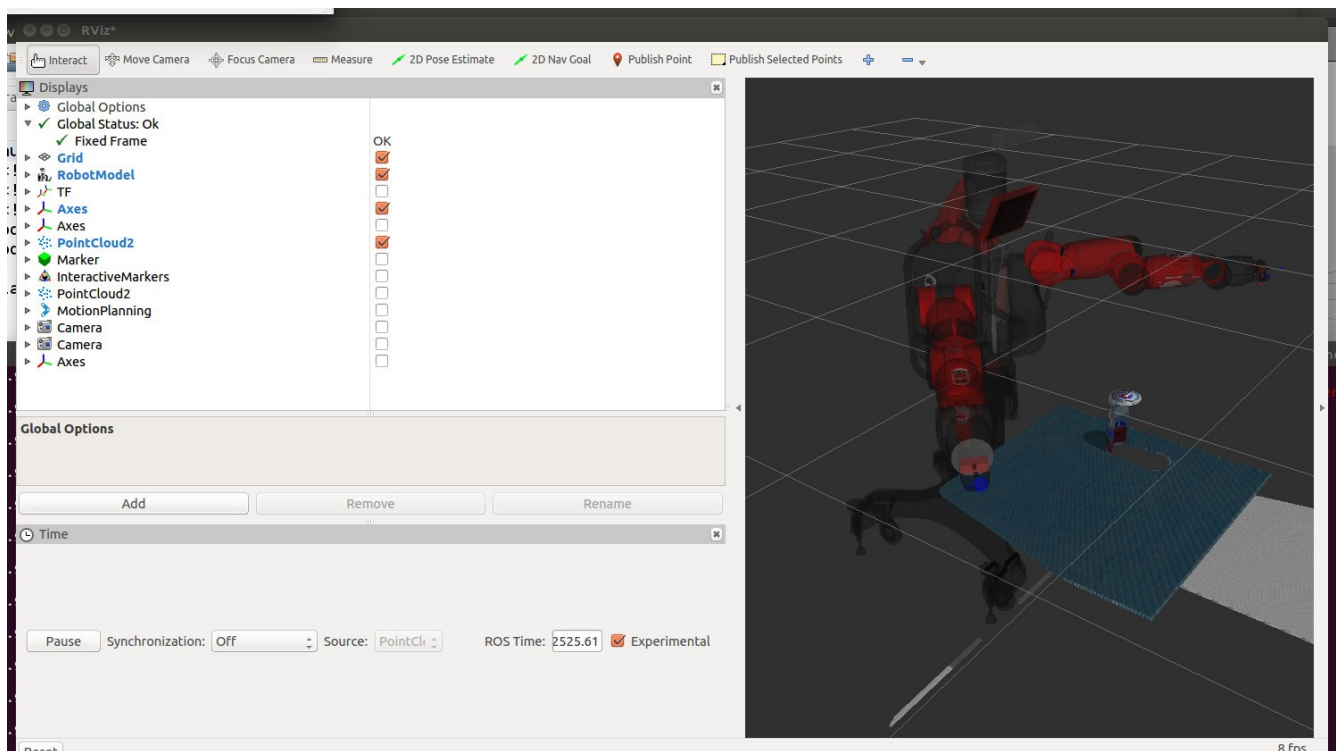 RViz*
Interact Move Camera Focus Camera Measure 2D Pose Estimate 2D Nav Goal Publish Point Publish Selected Points
Displays
Global Options
Global Status: Ok
Fixed Frame OK
Grid
RobotModel
TF
Axes
Axes
PointCloud2
Marker
InteractiveMarkers
PointCloud2
MotionPlanning
Camera
Camera
Axes
Global Options
Add Remove Rename
Time
Pause Synchronization: Off Source: PointCl ROS Time: 2525.61 Experimental
Reset 8 fps